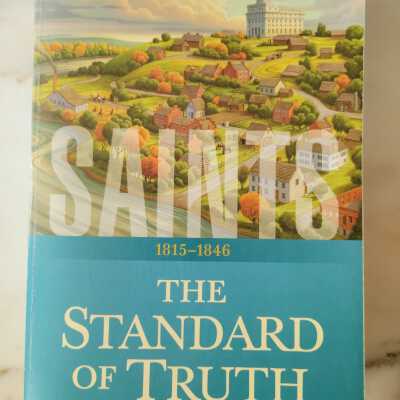 SAINTS
1815–1846
THE
STANDARD
OF TRUTH